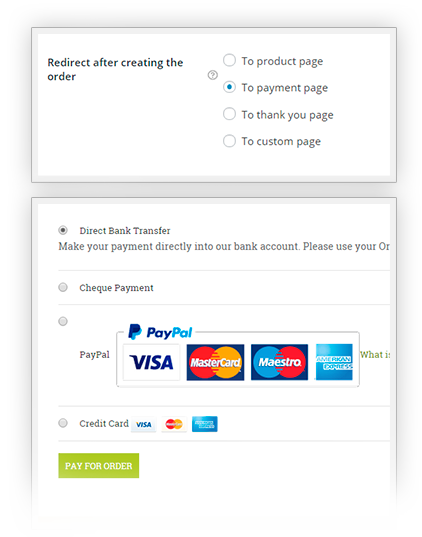 Redirect after creating the
order
?
To product page
To payment page
To thank you page
To custom page
Direct Bank Transfer
Make your payment directly into our bank account. Please use your Or
Cheque Payment
PayPal
PayPal
VISA
MasterCard
Maestro
AMERICAN
EXPRESS
What is
Credit Card
VISA
PAY FOR ORDER